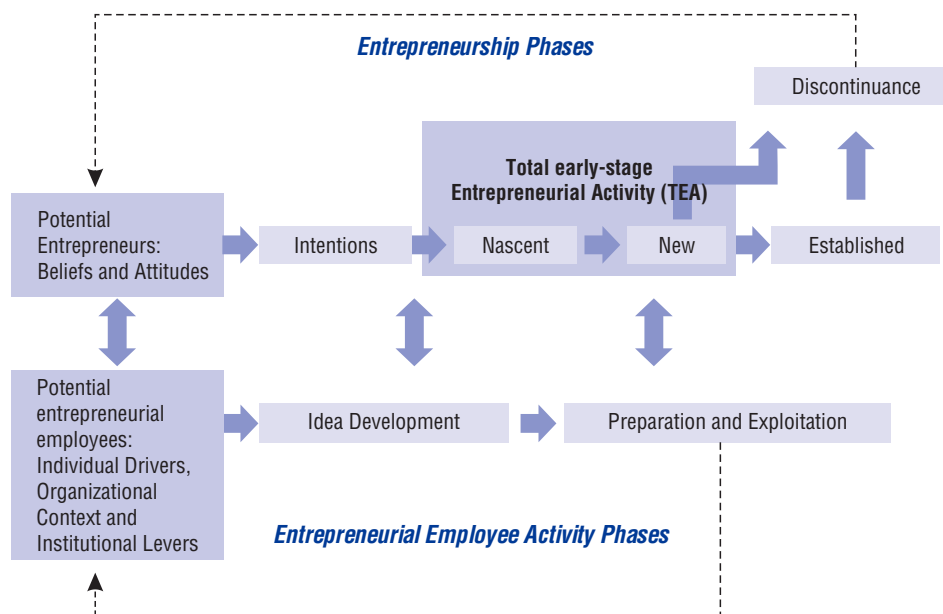 Entrepreneurship Phases
Discontinuance
Total early-stage
Entrepreneurial Activity (TEA)
Potential
Entrepreneurs:
Beliefs and Attitudes
Intentions
Nascent
New
Established
Potential
entrepreneurial
employees:
Individual Drivers,
Organizational
Context and
Institutional Levers
Idea Development
Preparation and Exploitation
Entrepreneurial Employee Activity Phases